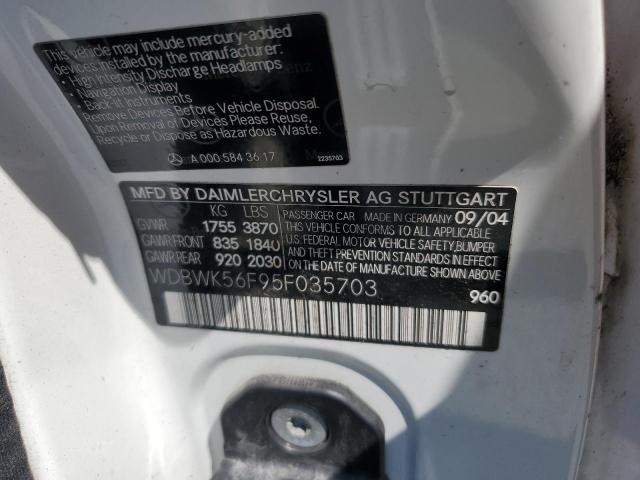 This vehicle may include mercury-added
devices installed by the manufacturer:
- High Intensity Discharge Headlamps
- Navigation Display
- Back-lit Instruments
Remove Devices Before Vehicle Disposal.
Upon Removal of Devices Please Reuse,
Recycle or Dispose as Hazardous Waste.
A 000 584 36 17
2235703
MFD BY DAIMLERCHRYSLER AG STUTTGART
KG LBS
GVWR 1755 3870
GAWR FRONT 835 1840
GAWR REAR 920 2030
PASSENGER CAR MADE IN GERMANY 09/04
THIS VEHICLE CONFORMS TO ALL APPLICABLE
U.S. FEDERAL MOTOR VEHICLE SAFETY, BUMPER
AND THEFT PREVENTION STANDARDS IN EFFECT
ON THE DATE OF MANUFACTURE SHOWN ABOVE
WDBWK56F95F035703
960